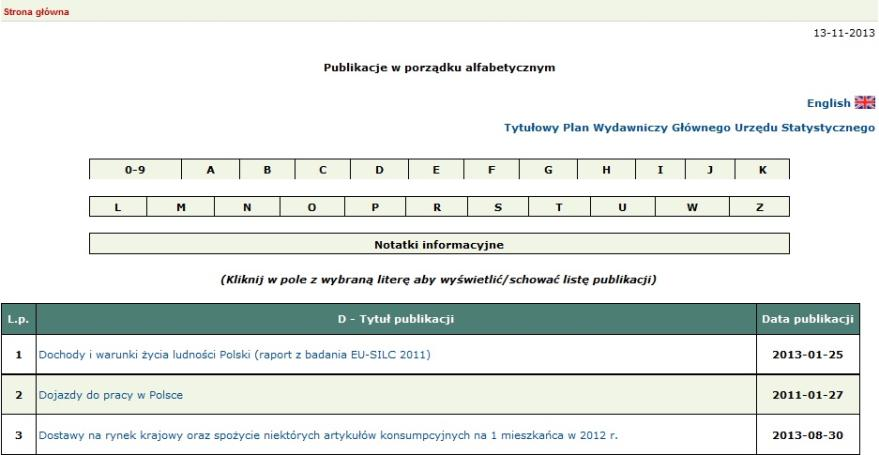 Strona główna
13-11-2013
Publikacje w porządku alfabetycznym
English
Tytułowy Plan Wydawniczy Głównego Urzędu Statystycznego
0-9 A B C D E F G H I J K
L M N O P R S T U W Z
Notatki informacyjne
(Kliknij w pole z wybraną literę aby wyświetlić/schować listę publikacji)
L.p. D - Tytuł publikacji Data publikacji
1 Dochody i warunki życia ludności Polski (raport z badania EU-SILC 2011) 2013-01-25
2 Dojazdy do pracy w Polsce 2011-01-27
3 Dostawy na rynek krajowy oraz spożycie niektórych artykułów konsumpcyjnych na 1 mieszkańca w 2012 r. 2013-08-30